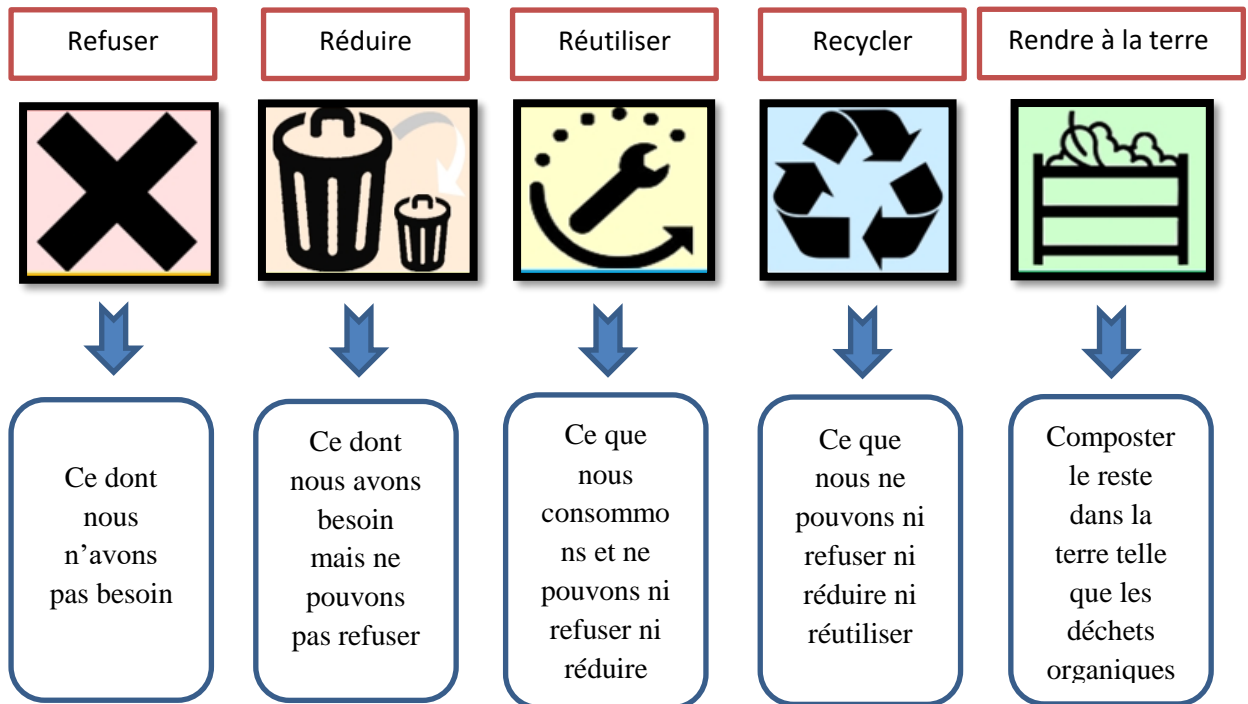 Refuser
Réduire
Réutiliser
Recycler
Rendre à la terre
Ce dont
nous
n’avons
pas besoin
Ce dont
nous avons
besoin
mais ne
pouvons
pas refuser
Ce que
nous
consommo
ns et ne
pouvons ni
refuser ni
réduire
Ce que
nous ne
pouvons ni
refuser ni
réduire ni
réutiliser
Composter
le reste
dans la
terre telle
que les
déchets
organiques